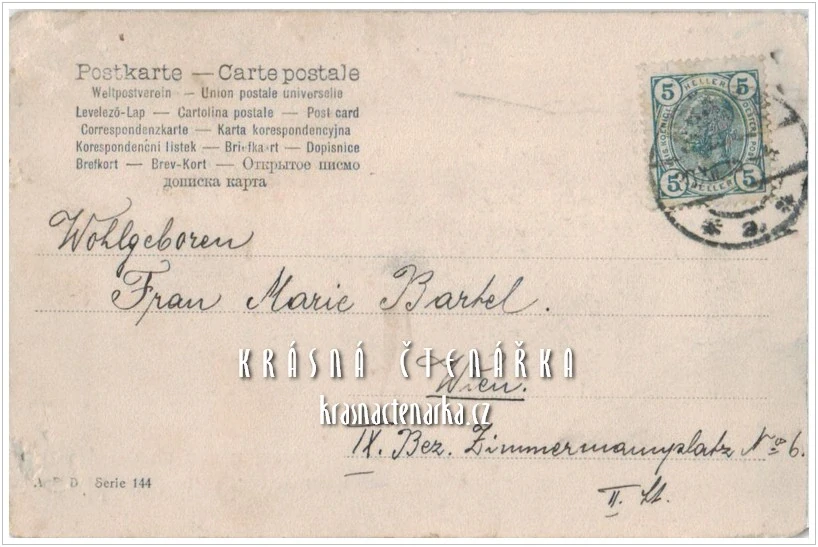 Postkarte — Carte postale
Weltpostverein — Union postale universelle
Levelező-Lap — Cartolina postale — Post card
Correspondenzkarte — Karta korespondencyjna
Korespondenční lístek — Briefkaart — Dopisnice
Brefkort — Brev-Kort — Открытое письмо
дописка карта
5 HELLER 5
5 HELLER 5
Wohlgeboren
Frau Marie Bartel.
KRÁSNÁ ČTENÁŘKA
Wien.
krasnactenarka.cz
IX. Bez. Zimmermannplatz No 6.
II. St.
Serie 144